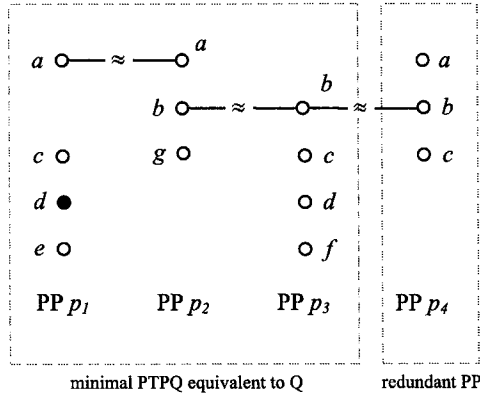 a ≈ a a
b ≈ b ≈ b
c g c c
d d
e f
PP p1 PP p2 PP p3 PP p4
minimal PTPQ equivalent to Q redundant PP